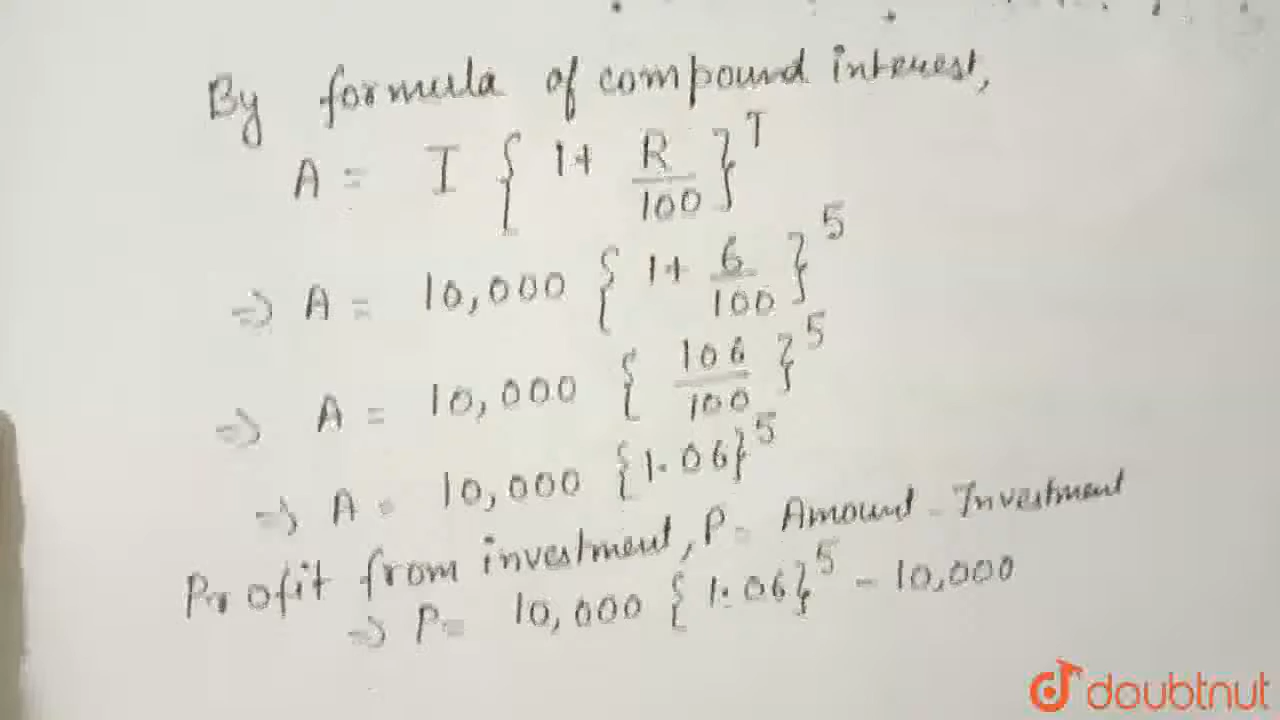 By formula of compound interest,
A = I { 1+ R/100 }^T
=> A = 10,000 { 1+ 6/100 }^5
=> A = 10,000 { 106/100 }^5
=> A = 10,000 {1.06}^5
Profit from investment, P = Amount - Investment
=> P = 10,000 {1.06}^5 - 10,000
doubtnut